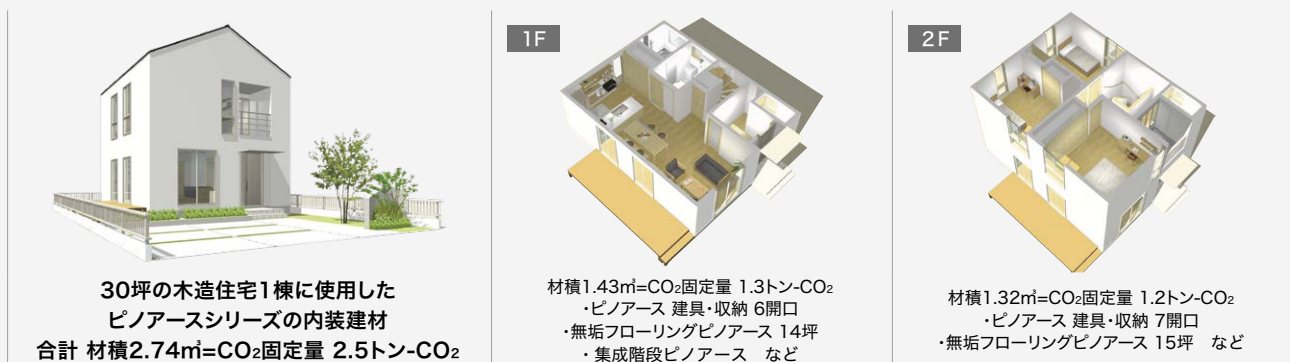 30坪の木造住宅1棟に使用した
ピノアースシリーズの内装建材
合計 材積2.74㎥=CO₂固定量 2.5トン-CO₂
1F
材積1.43㎥=CO₂固定量 1.3トン-CO₂
・ピノアース 建具・収納 6開口
・無垢フローリングピノアース 14坪
・集成階段ピノアース など
2F
材積1.32㎥=CO₂固定量 1.2トン-CO₂
・ピノアース 建具・収納 7開口
・無垢フローリングピノアース 15坪 など